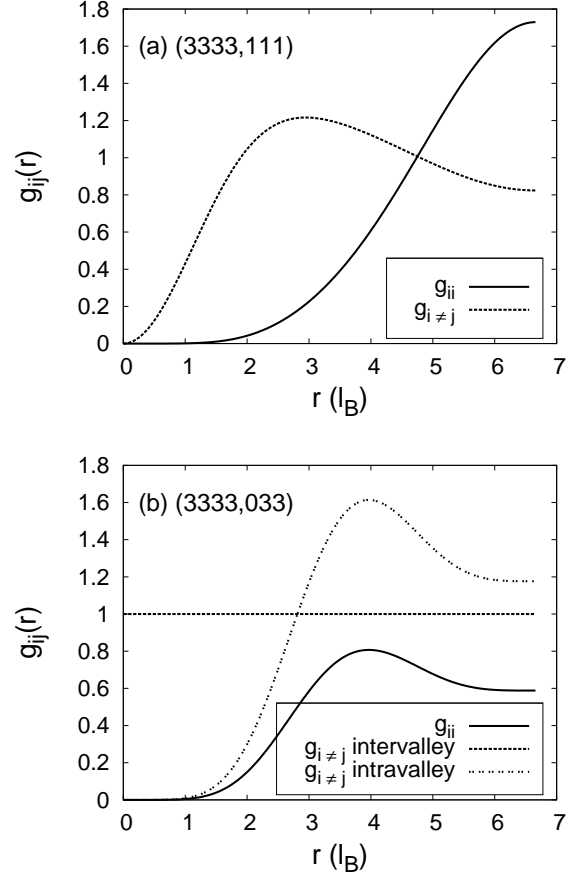 1.8
1.6
1.4
1.2
1
0.8
0.6
0.4
0.2
0
g_ij(r)
(a) (3333,111)
g_ii
g_i ≠ j
0 1 2 3 4 5 6 7
r (l_B)
1.8
1.6
1.4
1.2
1
0.8
0.6
0.4
0.2
0
g_ij(r)
(b) (3333,033)
g_ii
g_i ≠ j intervalley
g_i ≠ j intravalley
0 1 2 3 4 5 6 7
r (l_B)